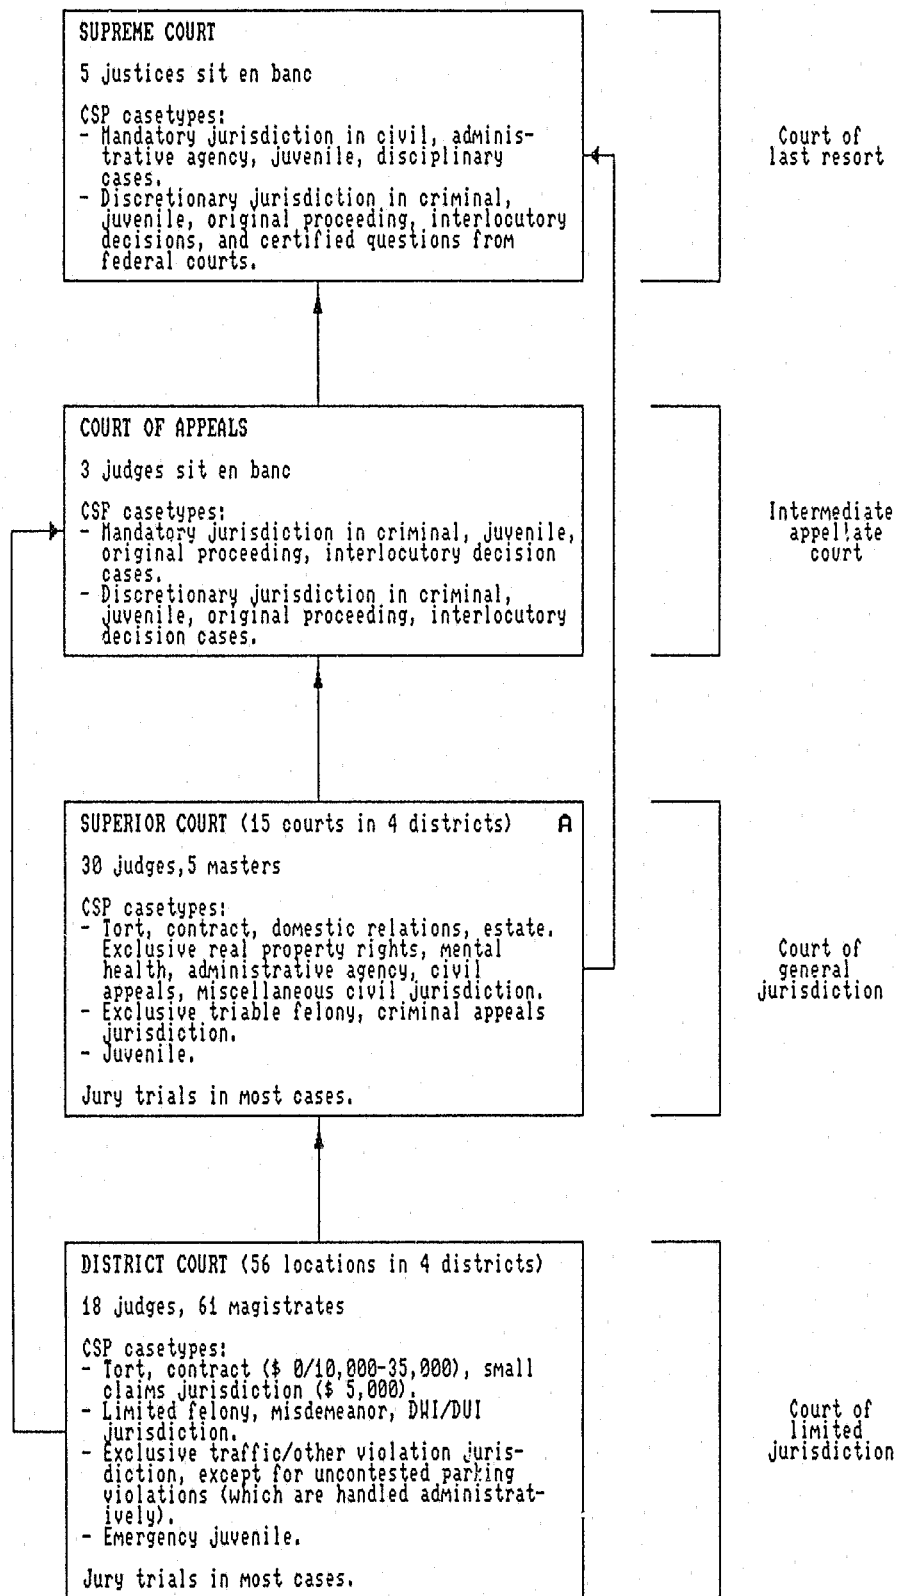 SUPREME COURT
5 justices sit en banc
CSP casetypes:
- Mandatory jurisdiction in civil, adminis-
trative agency, juvenile, disciplinary
cases.
- Discretionary jurisdiction in criminal,
juvenile, original proceeding, interlocutory
decisions, and certified questions from
federal courts.
Court of
last resort
COURT OF APPEALS
3 judges sit en banc
CSP casetypes:
- Mandatory jurisdiction in criminal, juvenile,
original proceeding, interlocutory decision
cases.
- Discretionary jurisdiction in criminal,
juvenile, original proceeding, interlocutory
decision cases.
Intermediate
appellate
court
SUPERIOR COURT (15 courts in 4 districts) A
30 judges, 5 masters
CSP casetypes:
- Tort, contract, domestic relations, estate.
Exclusive real property rights, mental
health, administrative agency, civil
appeals, miscellaneous civil jurisdiction.
- Exclusive triable felony, criminal appeals
jurisdiction.
- Juvenile.
Jury trials in most cases.
Court of
general
jurisdiction
DISTRICT COURT (56 locations in 4 districts)
18 judges, 61 magistrates
CSP casetypes:
- Tort, contract ($ 0/10,000-35,000), small
claims jurisdiction ($ 5,000).
- Limited felony, misdemeanor, DWI/DUI
jurisdiction.
- Exclusive traffic/other violation juris-
diction, except for uncontested parking
violations (which are handled administrat-
ively).
- Emergency juvenile.
Jury trials in most cases.
Court of
limited
jurisdiction